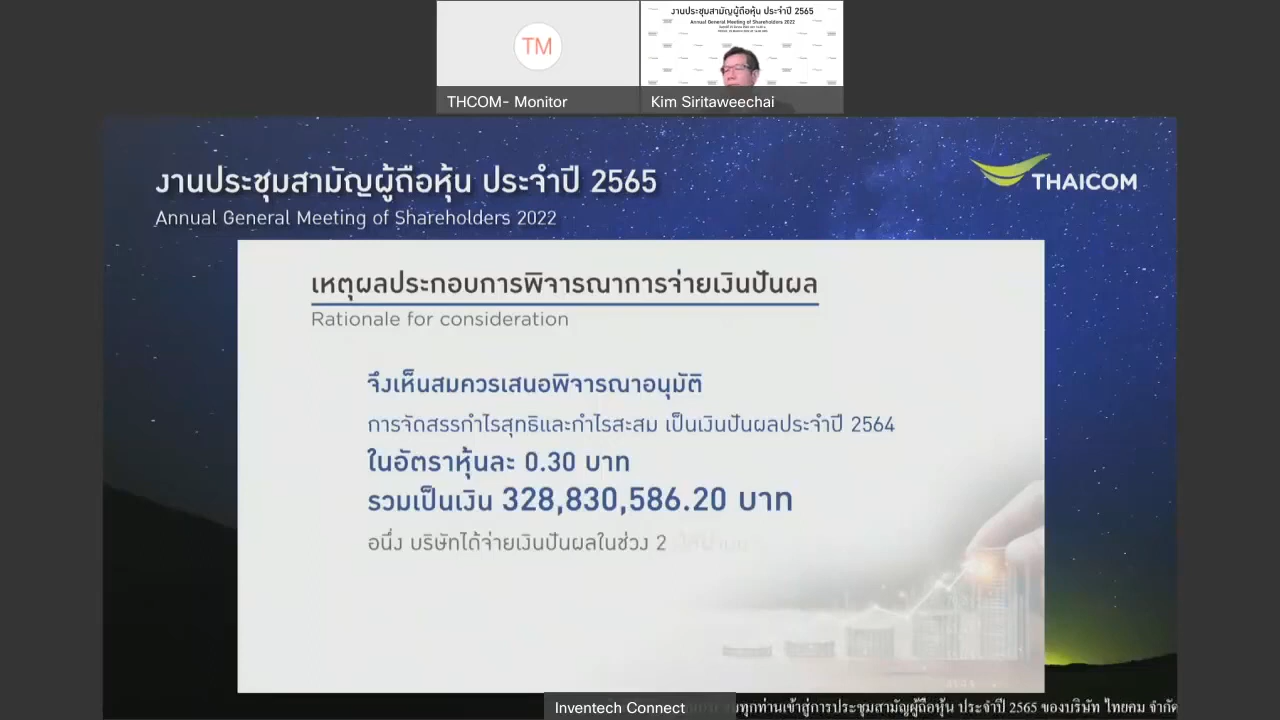 งานประชุมสามัญผู้ถือหุ้น ประจำปี 2565
Annual General Meeting of Shareholders 2022
TM
THCOM- Monitor
Kim Siritaweechai
งานประชุมสามัญผู้ถือหุ้น ประจำปี 2565
Annual General Meeting of Shareholders 2022
THAICOM
เหตุผลประกอบการพิจารณาการจ่ายเงินปันผล
Rationale for consideration
จึงเห็นสมควรเสนอพิจารณาอนุมัติ
การจัดสรรกำไรสุทธิและกำไรสะสม เป็นเงินปันผลประจำปี 2564
ในอัตราหุ้นละ 0.30 บาท
รวมเป็นเงิน 328,830,586.20 บาท
อนึ่ง บริษัทได้จ่ายเงินปันผลในช่วง 2
Inventech Connect
ทุกท่านเข้าสู่การประชุมสามัญผู้ถือหุ้น ประจำปี 2565 ของบริษัท ไทยคม จำกัด